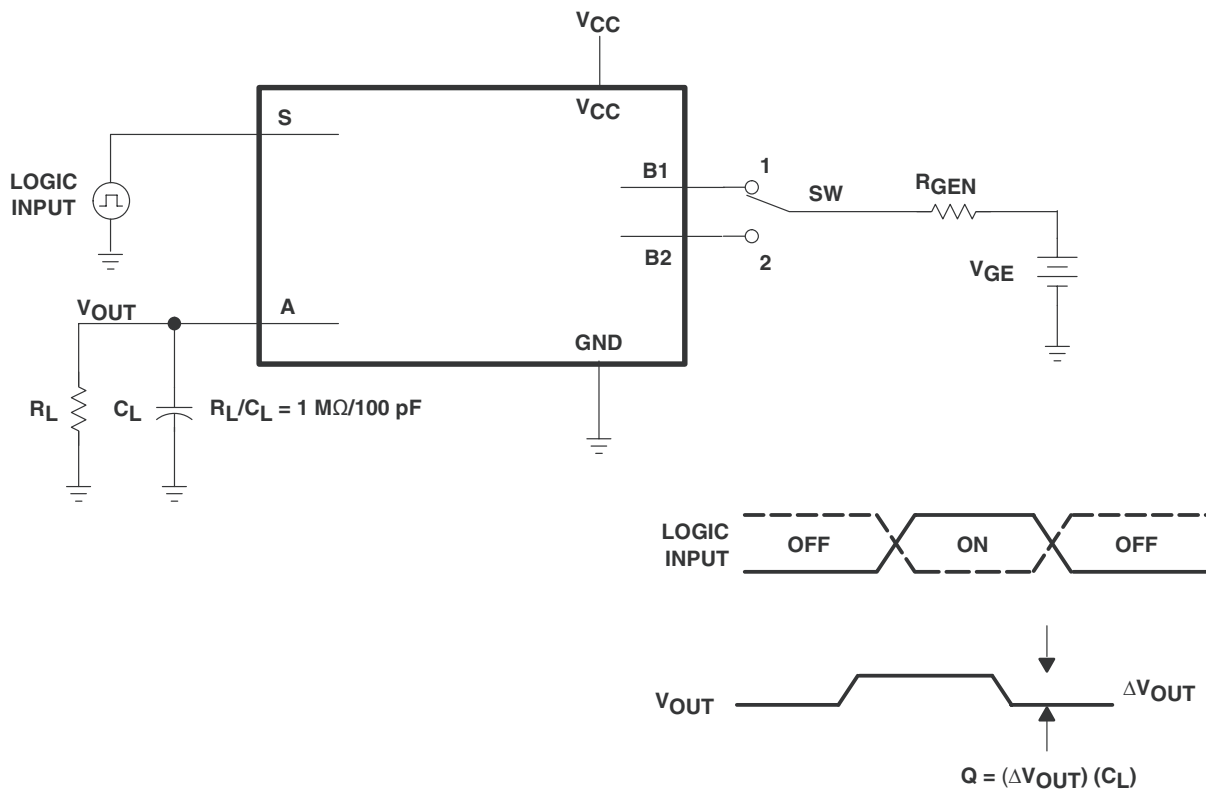 VCC
VCC
S
B1
1
SW
RGEN
LOGIC
INPUT
B2
2
VGE
VOUT
A
GND
RL
CL
RL/CL = 1 MΩ/100 pF
LOGIC
INPUT
OFF
ON
OFF
VOUT
ΔVOUT
Q = (ΔVOUT) (CL)